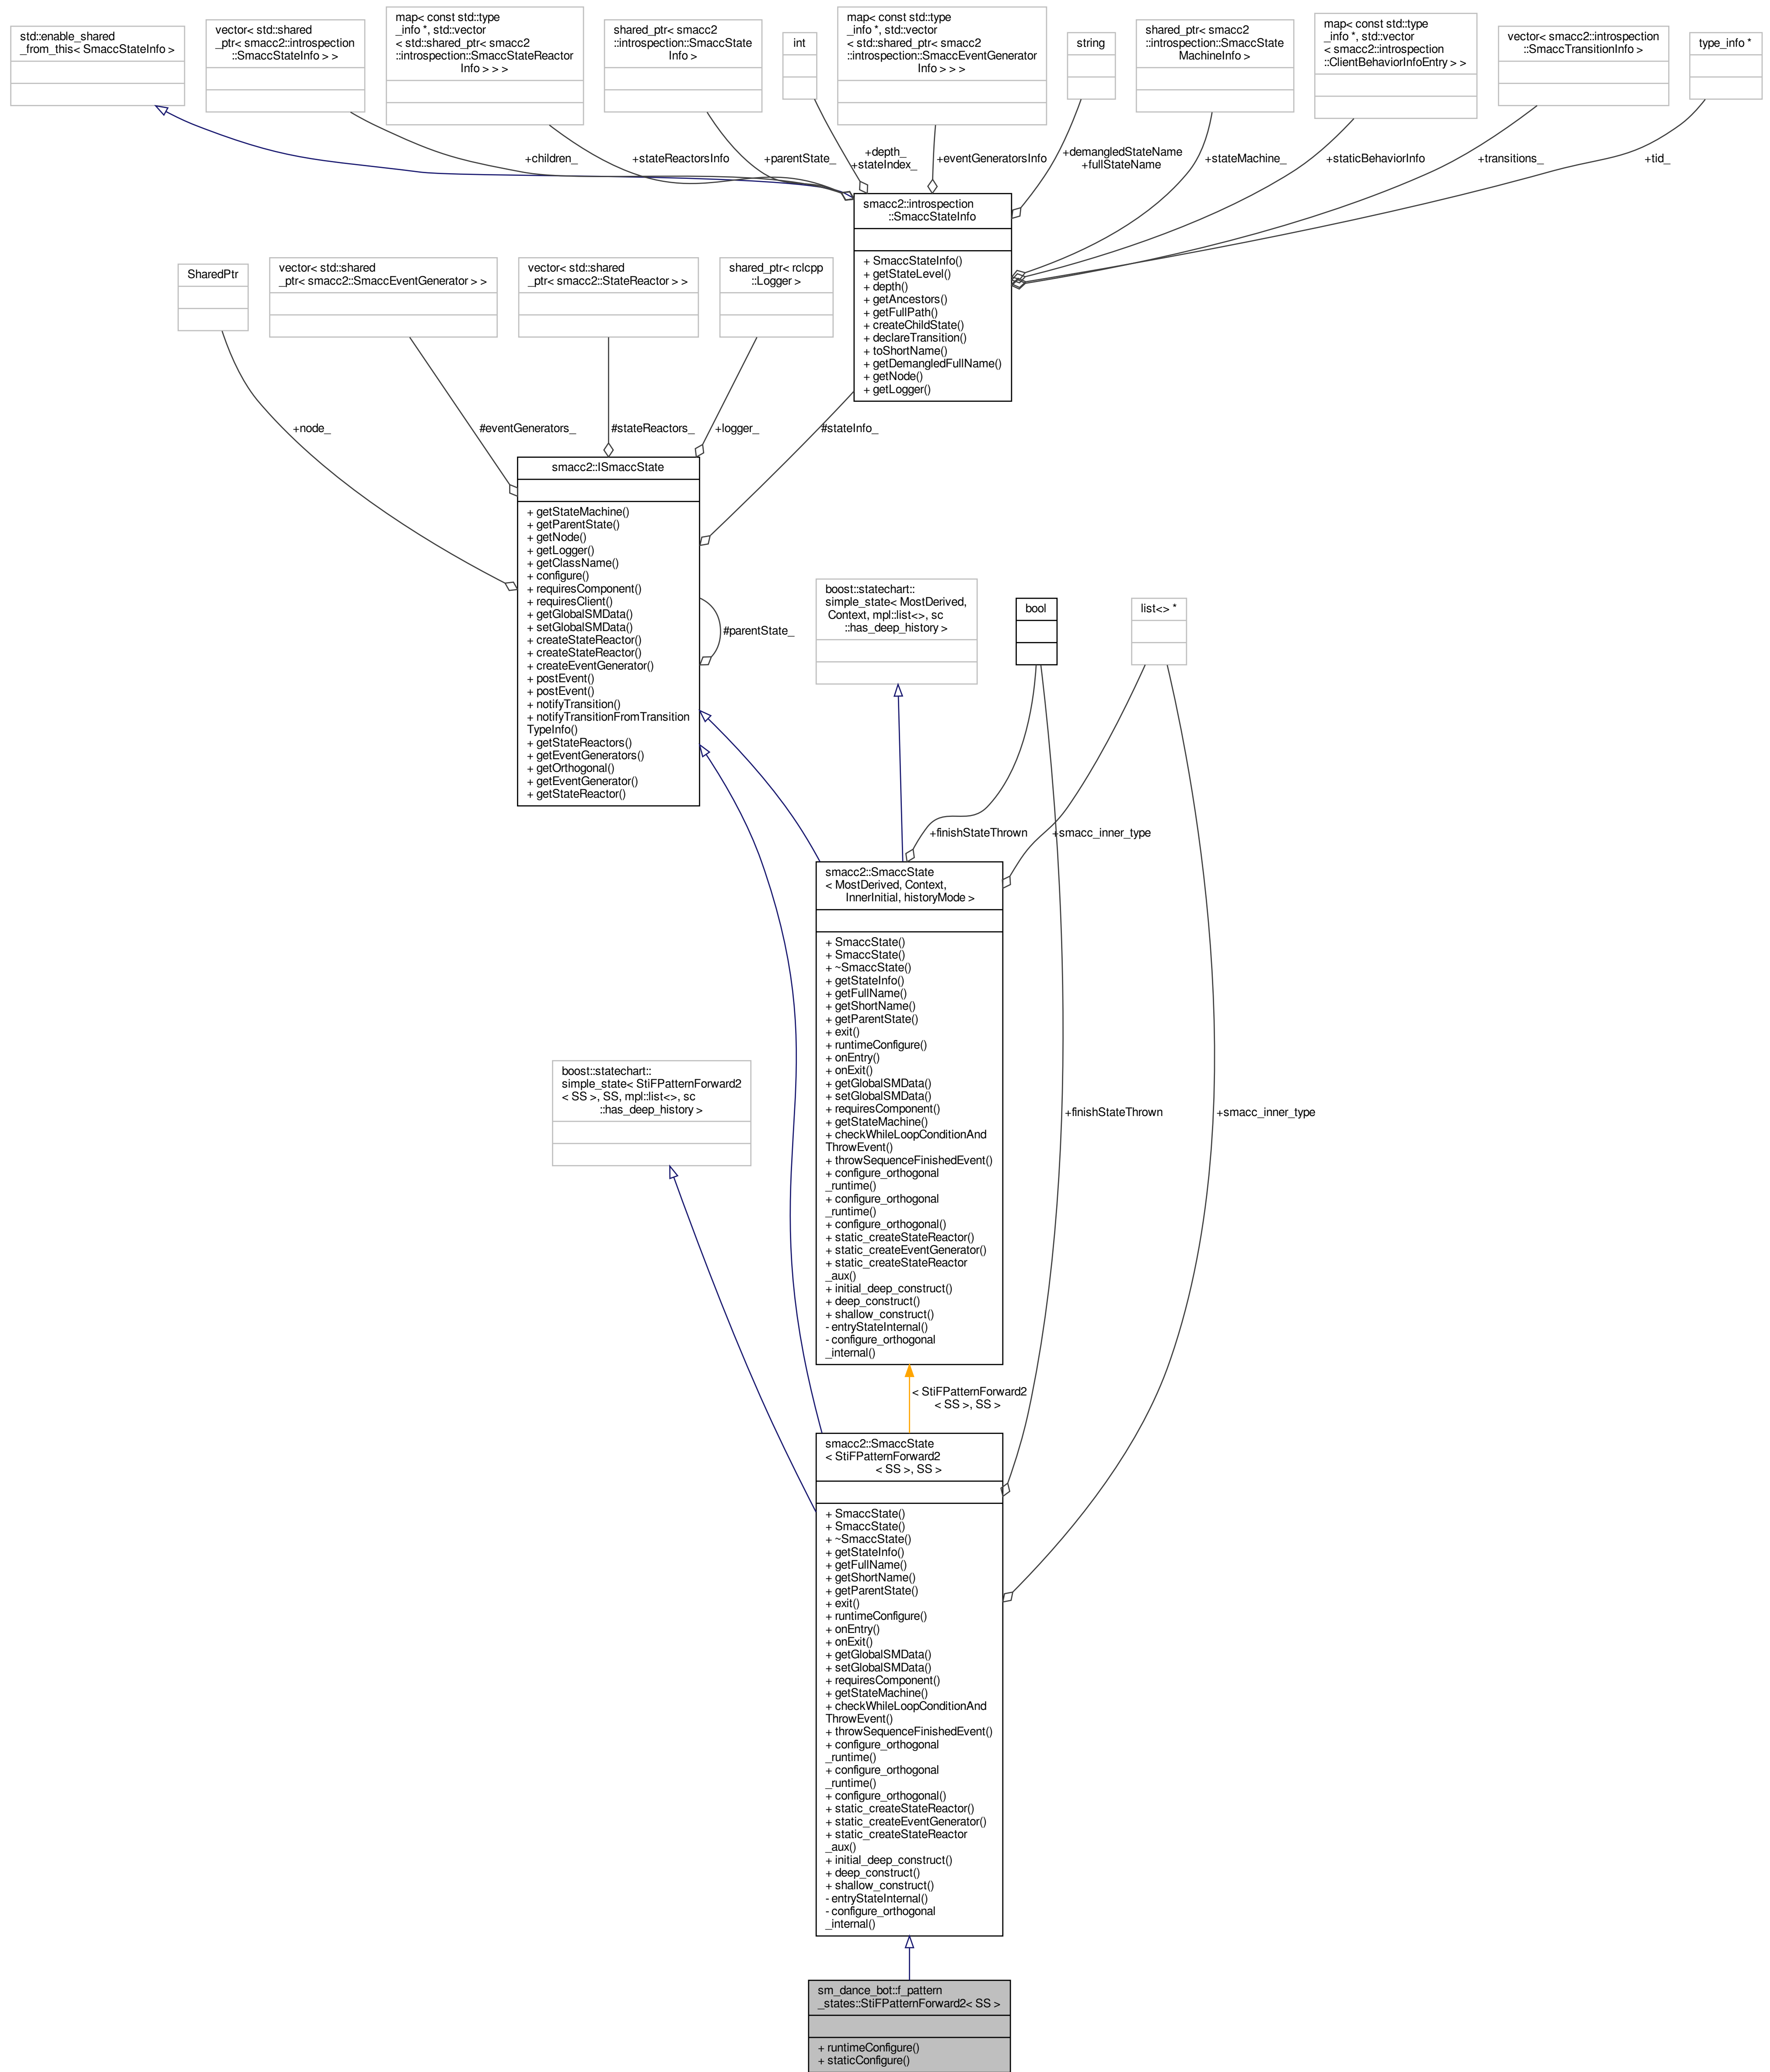 std::enable_shared
_from_this< SmaccStateInfo >
vector< std::shared
_ptr< smacc2::introspection
::SmaccStateInfo > >
map< const std::type
_info *, std::vector
< std::shared_ptr< smacc2
::introspection::SmaccStateReactor
Info > > >
shared_ptr< smacc2
::introspection::SmaccState
Info >
int
map< const std::type
_info *, std::vector
< std::shared_ptr< smacc2
::introspection::SmaccEventGenerator
Info > > >
string
shared_ptr< smacc2
::introspection::SmaccState
MachineInfo >
map< const std::type
_info *, std::vector
< smacc2::introspection
::ClientBehaviorInfoEntry > >
vector< smacc2::introspection
::SmaccTransitionInfo >
type_info *
+children_
+stateReactorsInfo
+parentState_
+depth_
+stateIndex_
+eventGeneratorsInfo
+demangledStateName
+fullStateName
+stateMachine_
+staticBehaviorInfo
+transitions_
+tid_
smacc2::introspection
::SmaccStateInfo
+ SmaccStateInfo()
+ getStateLevel()
+ depth()
+ getAncestors()
+ getFullPath()
+ createChildState()
+ declareTransition()
+ toShortName()
+ getDemangledFullName()
+ getNode()
+ getLogger()
SharedPtr
vector< std::shared
_ptr< smacc2::SmaccEventGenerator > >
vector< std::shared
_ptr< smacc2::StateReactor > >
shared_ptr< rclcpp
::Logger >
+node_
#eventGenerators_
#stateReactors_
+logger_
#stateInfo_
smacc2::ISmaccState
+ getStateMachine()
+ getParentState()
+ getNode()
+ getLogger()
+ getClassName()
+ configure()
+ requiresComponent()
+ requiresClient()
+ getGlobalSMData()
+ setGlobalSMData()
+ createStateReactor()
+ createStateReactor()
+ createEventGenerator()
+ postEvent()
+ postEvent()
+ notifyTransition()
+ notifyTransitionFromTransition
TypeInfo()
+ getStateReactors()
+ getEventGenerators()
+ getOrthogonal()
+ getEventGenerator()
+ getStateReactor()
#parentState_
boost::statechart::
simple_state< MostDerived,
Context, mpl::list<>, sc
::has_deep_history >
bool
list<> *
+finishStateThrown
+smacc_inner_type
smacc2::SmaccState
< MostDerived, Context,
InnerInitial, historyMode >
+ SmaccState()
+ SmaccState()
+ ~SmaccState()
+ getStateInfo()
+ getFullName()
+ getShortName()
+ getParentState()
+ exit()
+ runtimeConfigure()
+ onEntry()
+ onExit()
+ getGlobalSMData()
+ setGlobalSMData()
+ requiresComponent()
+ getStateMachine()
+ checkWhileLoopConditionAnd
ThrowEvent()
+ throwSequenceFinishedEvent()
+ configure_orthogonal
_runtime()
+ configure_orthogonal
_runtime()
+ configure_orthogonal()
+ static_createStateReactor()
+ static_createEventGenerator()
+ static_createStateReactor
_aux()
+ initial_deep_construct()
+ deep_construct()
+ shallow_construct()
- entryStateInternal()
- configure_orthogonal
_internal()
boost::statechart::
simple_state< StiFPatternForward2
< SS >, SS, mpl::list<>, sc
::has_deep_history >
+finishStateThrown
+smacc_inner_type
< StiFPatternForward2
< SS >, SS >
smacc2::SmaccState
< StiFPatternForward2
< SS >, SS >
+ SmaccState()
+ SmaccState()
+ ~SmaccState()
+ getStateInfo()
+ getFullName()
+ getShortName()
+ getParentState()
+ exit()
+ runtimeConfigure()
+ onEntry()
+ onExit()
+ getGlobalSMData()
+ setGlobalSMData()
+ requiresComponent()
+ getStateMachine()
+ checkWhileLoopConditionAnd
ThrowEvent()
+ throwSequenceFinishedEvent()
+ configure_orthogonal
_runtime()
+ configure_orthogonal
_runtime()
+ configure_orthogonal()
+ static_createStateReactor()
+ static_createEventGenerator()
+ static_createStateReactor
_aux()
+ initial_deep_construct()
+ deep_construct()
+ shallow_construct()
- entryStateInternal()
- configure_orthogonal
_internal()
sm_dance_bot::f_pattern
_states::StiFPatternForward2< SS >
+ runtimeConfigure()
+ staticConfigure()